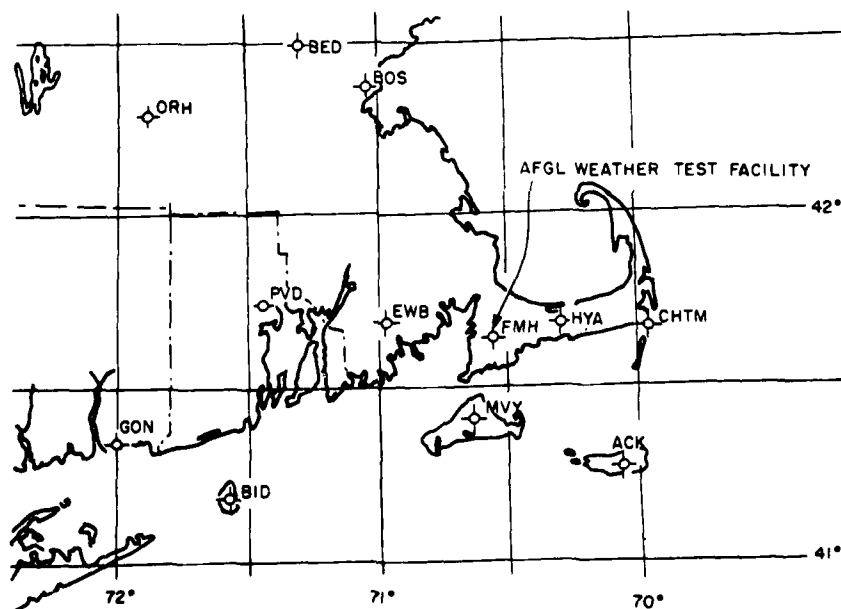 BED
BOS
ORH
AFGL WEATHER TEST FACILITY
42°
PVD
EWB
FMH
HYA
CHTM
MVY
GON
ACK
BID
41°
72°
71°
70°